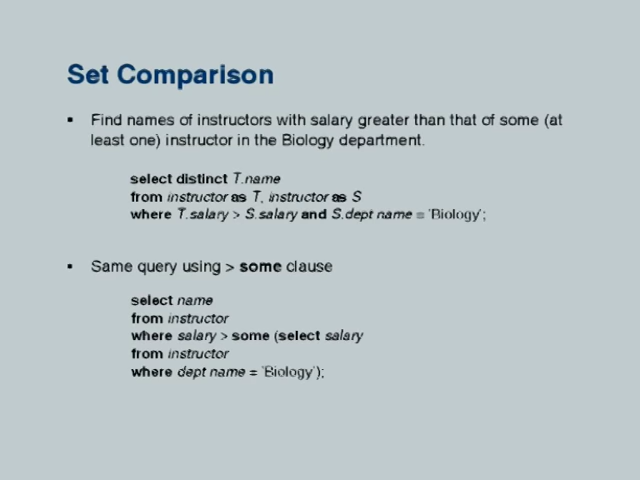 Set Comparison
▪ Find names of instructors with salary greater than that of some (at
least one) instructor in the Biology department.
select distinct T.name
from instructor as T, instructor as S
where T.salary > S.salary and S.dept name = 'Biology';
▪ Same query using > some clause
select name
from instructor
where salary > some (select salary
from instructor
where dept name = 'Biology');